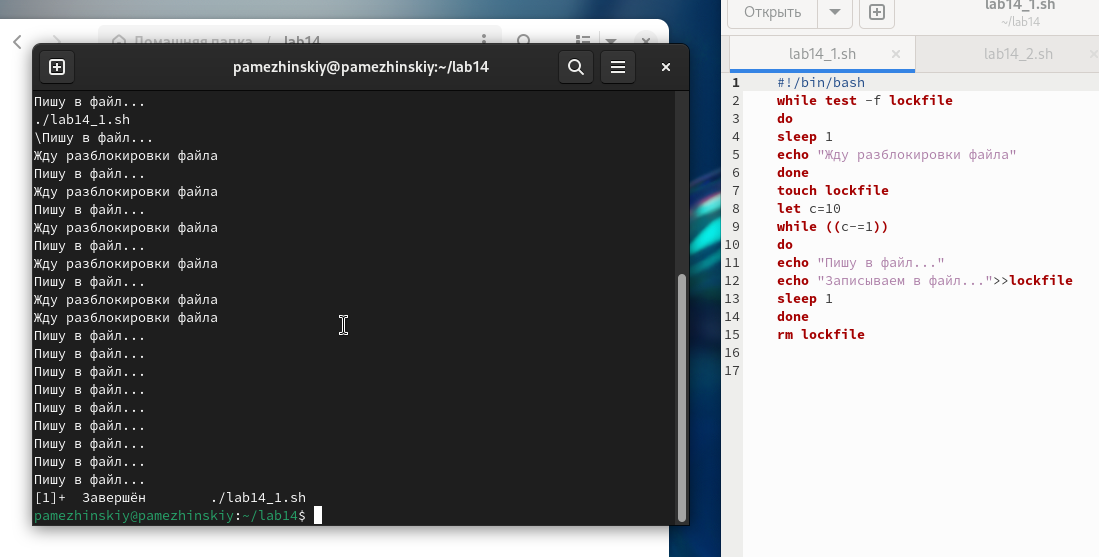 Домашняя папка / lab14
pamezhinskiy@pamezhinskiy:~/lab14
Пишу в файл...
./lab14_1.sh
\Пишу в файл...
Жду разблокировки файла
Пишу в файл...
Жду разблокировки файла
Пишу в файл...
Жду разблокировки файла
Пишу в файл...
Жду разблокировки файла
Пишу в файл...
Жду разблокировки файла
Жду разблокировки файла
Пишу в файл...
Пишу в файл...
Пишу в файл...
Пишу в файл...
Пишу в файл...
Пишу в файл...
Пишу в файл...
Пишу в файл...
Пишу в файл...
[1]+  Завершён        ./lab14_1.sh
pamezhinskiy@pamezhinskiy:~/lab14$
Открыть
lab14_1.sh
~/lab14
lab14_1.sh
lab14_2.sh
1 #!/bin/bash
2 while test -f lockfile
3 do
4 sleep 1
5 echo "Жду разблокировки файла"
6 done
7 touch lockfile
8 let c=10
9 while ((c-=1))
10 do
11 echo "Пишу в файл..."
12 echo "Записываем в файл...">>lockfile
13 sleep 1
14 done
15 rm lockfile
16
17